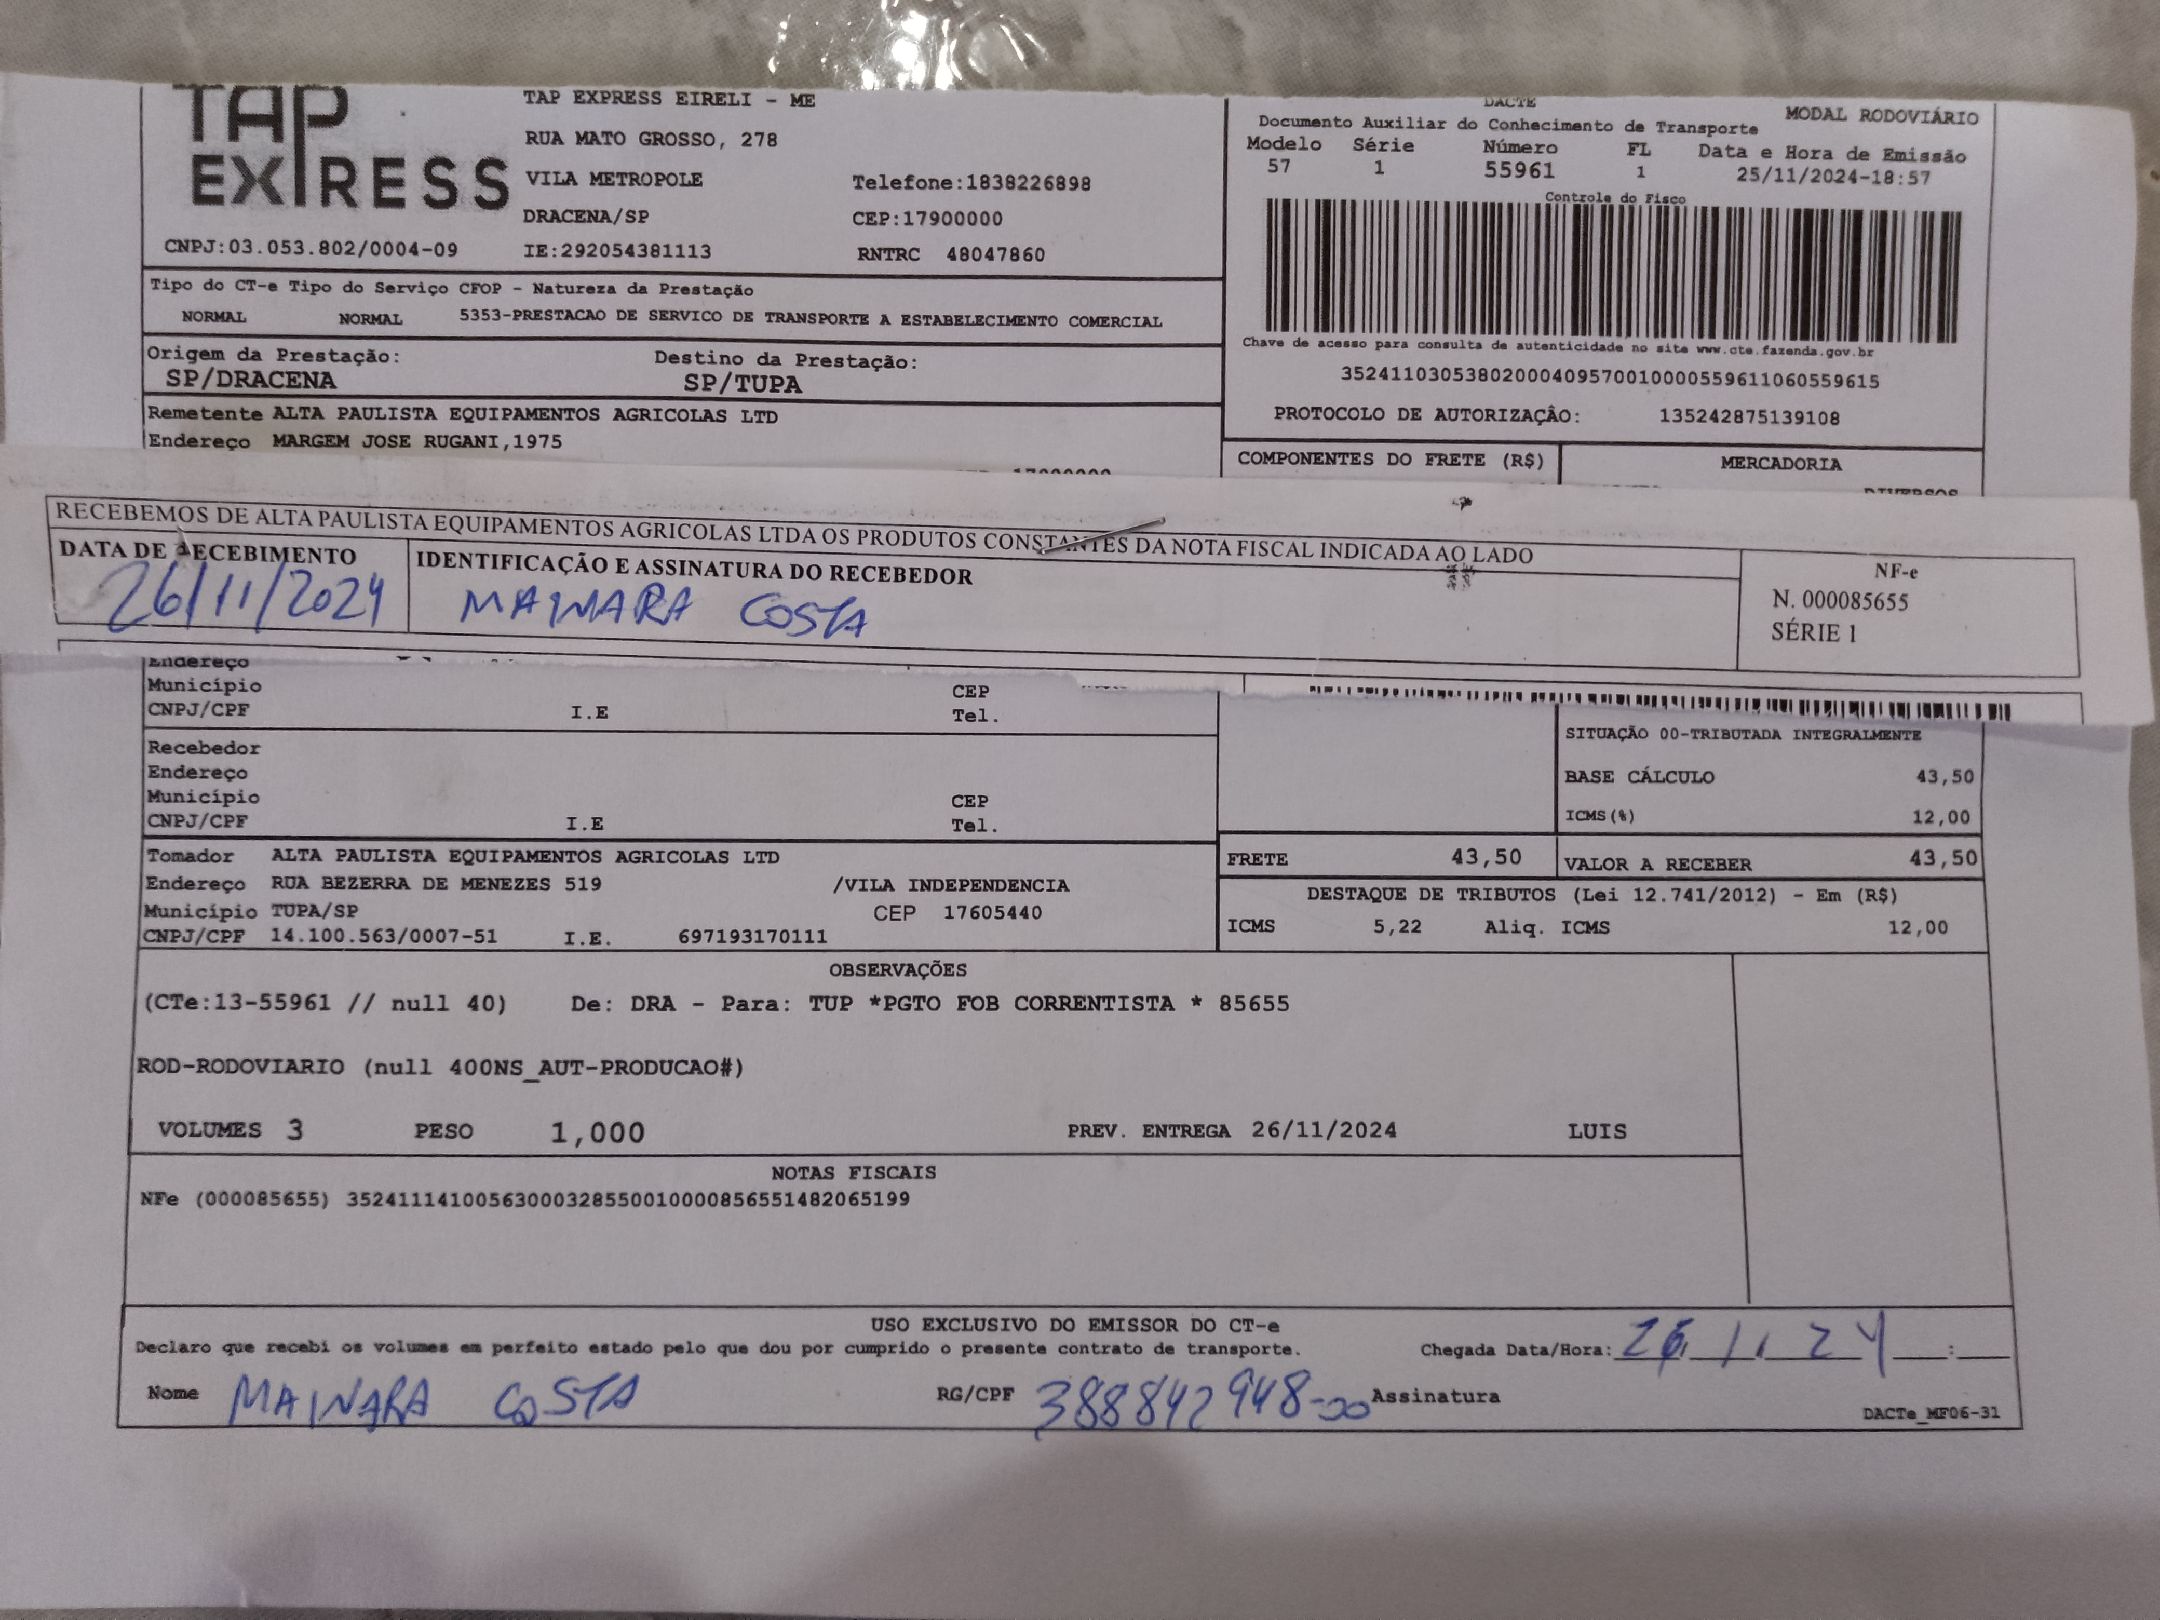 TAP EXPRESS
TAP EXPRESS EIRELI - ME
RUA MATO GROSSO, 278
VILA METROPOLE Telefone:1838226898
DRACENA/SP CEP:17900000
CNPJ:03.053.802/0004-09 IE:292054381113 RNTRC 48047860
DACTE MODAL RODOVIÁRIO
Documento Auxiliar do Conhecimento de Transporte
Modelo Série Número FL Data e Hora de Emissão
57 1 55961 1 25/11/2024-18:57
Controle do Fisco
Chave de acesso para consulta de autenticidade no site www.cte.fazenda.gov.br
35241103053802000409570010000559611060559615
PROTOCOLO DE AUTORIZAÇÃO: 135242875139108
Tipo do CT-e Tipo do Serviço CFOP - Natureza da Prestação
NORMAL NORMAL 5353-PRESTACAO DE SERVICO DE TRANSPORTE A ESTABELECIMENTO COMERCIAL
Origem da Prestação: Destino da Prestação:
SP/DRACENA SP/TUPA
Remetente ALTA PAULISTA EQUIPAMENTOS AGRICOLAS LTD
Endereço MARGEM JOSE RUGANI,1975
COMPONENTES DO FRETE (R$) MERCADORIA
DIVERSOS
RECEBEMOS DE ALTA PAULISTA EQUIPAMENTOS AGRICOLAS LTDA OS PRODUTOS CONSTANTES DA NOTA FISCAL INDICADA AO LADO
DATA DE RECEBIMENTO IDENTIFICAÇÃO E ASSINATURA DO RECEBEDOR
26/11/2024 MAINARA COSTA
NF-e
N. 000085655
SÉRIE 1
Endereço
Município CEP
CNPJ/CPF I.E Tel.
Recebedor
Endereço
Município CEP
CNPJ/CPF I.E Tel.
SITUAÇÃO 00-TRIBUTADA INTEGRALMENTE
BASE CÁLCULO 43,50
ICMS(%) 12,00
FRETE 43,50 VALOR A RECEBER 43,50
Tomador ALTA PAULISTA EQUIPAMENTOS AGRICOLAS LTD
Endereço RUA BEZERRA DE MENEZES 519 /VILA INDEPENDENCIA
Município TUPA/SP CEP 17605440
CNPJ/CPF 14.100.563/0007-51 I.E. 697193170111
DESTAQUE DE TRIBUTOS (Lei 12.741/2012) - Em (R$)
ICMS 5,22 Aliq. ICMS 12,00
OBSERVAÇÕES
(CTe:13-55961 // null 40) De: DRA - Para: TUP *PGTO FOB CORRENTISTA * 85655
ROD-RODOVIARIO (null 400NS_AUT-PRODUCAO#)
VOLUMES 3 PESO 1,000 PREV. ENTREGA 26/11/2024 LUIS
NOTAS FISCAIS
NFe (000085655) 35241114100563000328550010000856551482065199
USO EXCLUSIVO DO EMISSOR DO CT-e
Declaro que recebi os volumes em perfeito estado pelo que dou por cumprido o presente contrato de transporte. Chegada Data/Hora: 26 11 24 :
Nome MAINARA COSTA RG/CPF 388842948-00 Assinatura
DACTe_MF06-31